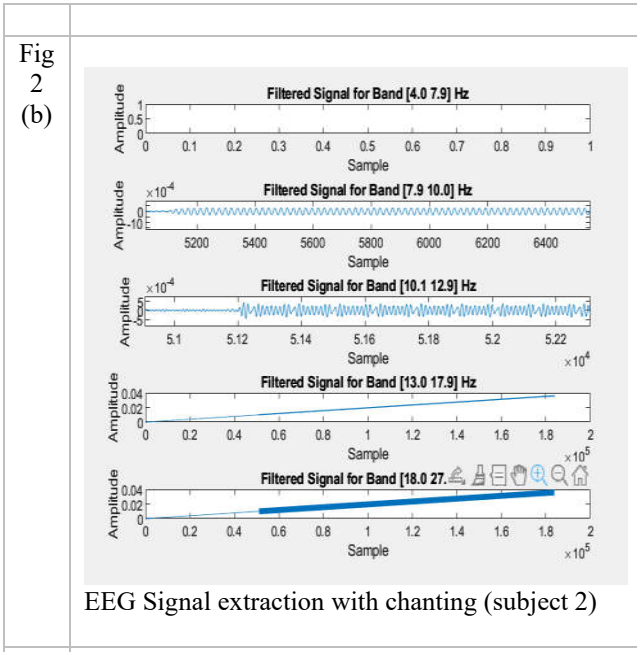 Fig
2
(b)
Filtered Signal for Band [4.0 7.9] Hz
Amplitude
1
0.5
0
0 0.1 0.2 0.3 0.4 0.5 0.6 0.7 0.8 0.9 1
Sample
Filtered Signal for Band [7.9 10.0] Hz
×10⁻⁴
Amplitude
0
-10
5200 5400 5600 5800 6000 6200 6400
Sample
Filtered Signal for Band [10.1 12.9] Hz
×10⁻⁴
Amplitude
5
0
-5
5.1 5.12 5.14 5.16 5.18 5.2 5.22
Sample
×10⁴
Filtered Signal for Band [13.0 17.9] Hz
Amplitude
0.04
0.02
0
0 0.2 0.4 0.6 0.8 1 1.2 1.4 1.6 1.8 2
Sample
×10⁵
Filtered Signal for Band [18.0 27.
Amplitude
0.04
0.02
0
0 0.2 0.4 0.6 0.8 1 1.2 1.4 1.6 1.8 2
Sample
×10⁵
EEG Signal extraction with chanting (subject 2)